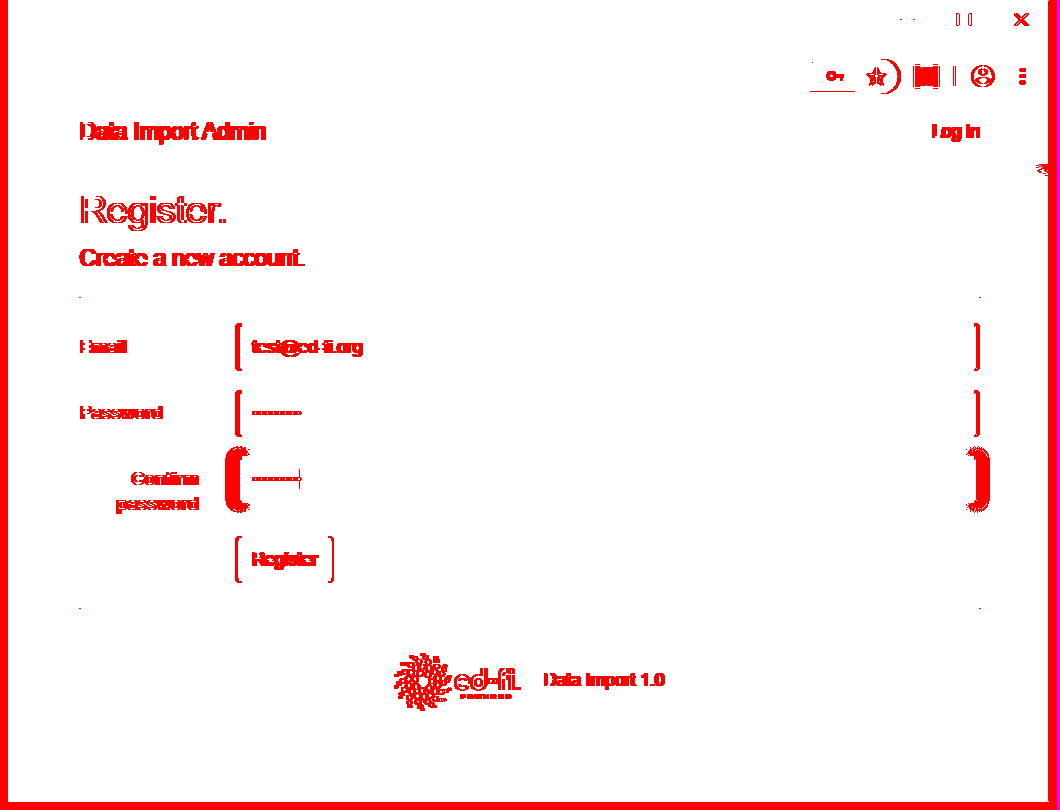 Data Import Admin
Log in
Register.
Create a new account.
Email
test@ed-fi.org
Password
Confirm
password
Register
ed-fi
POWERED
Data Import 1.0